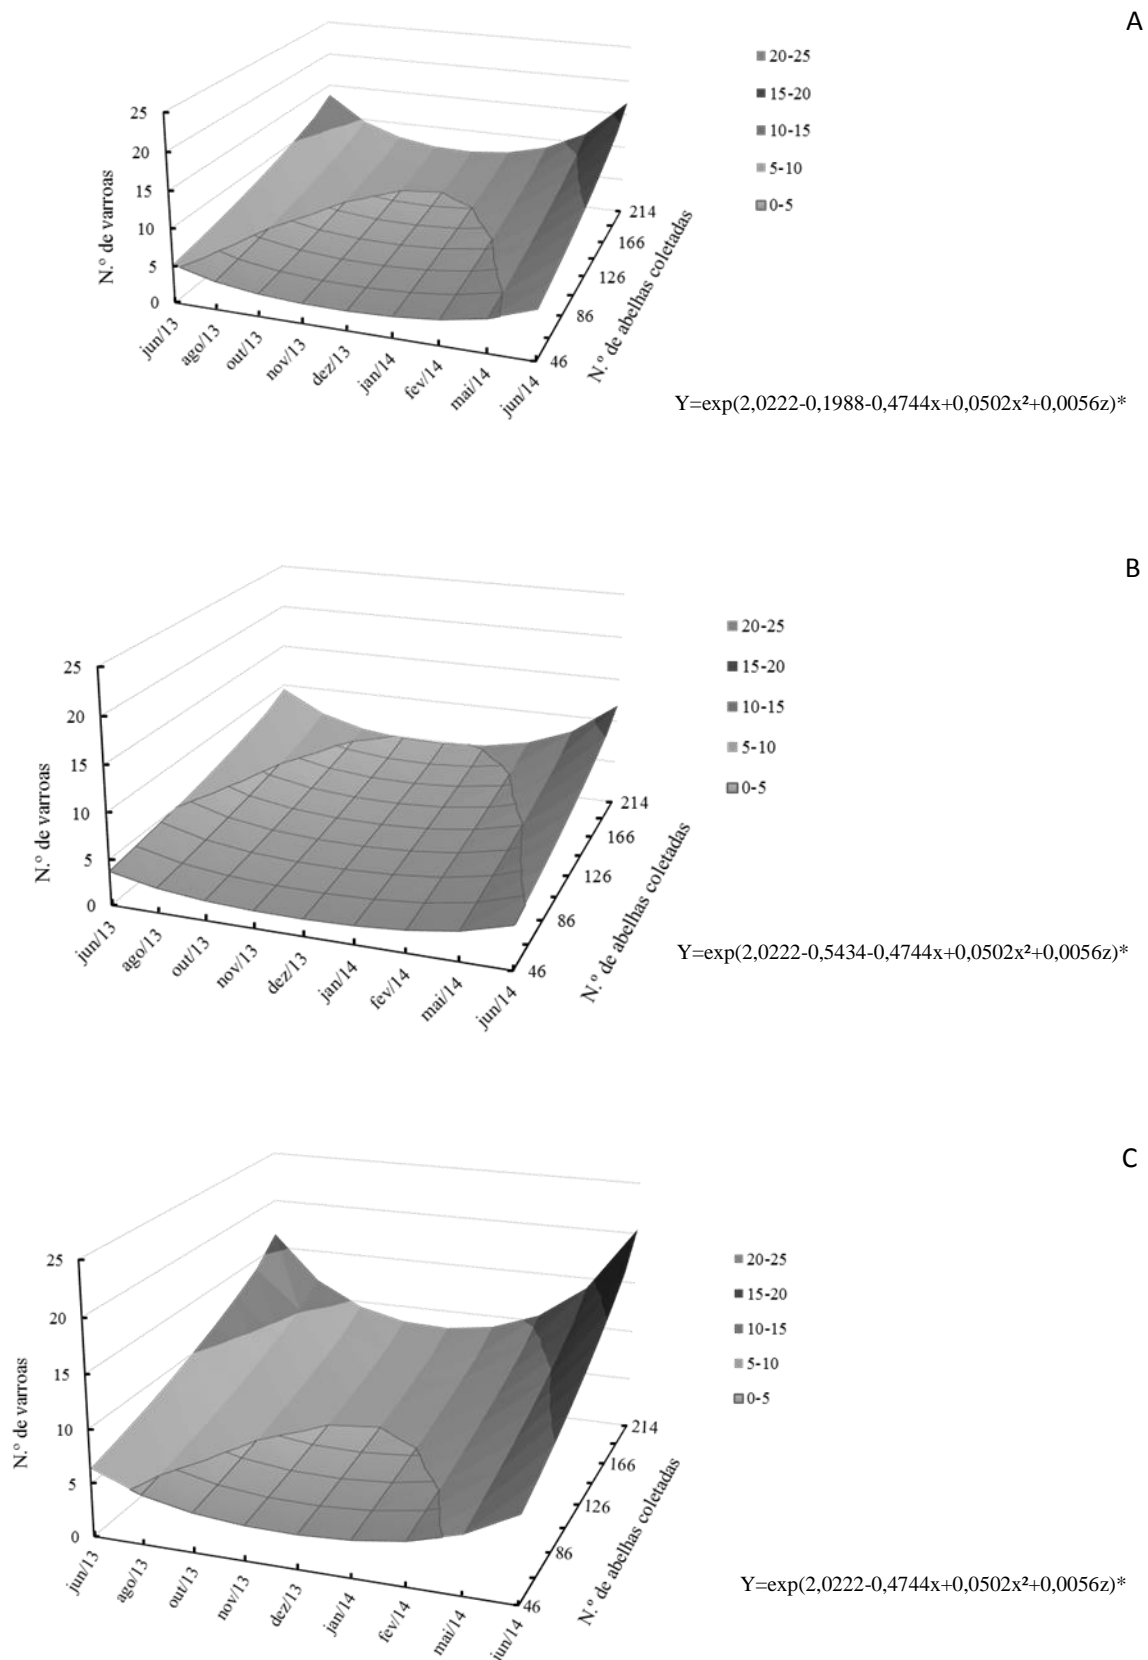 A
20-25
15-20
10-15
5-10
0-5
25
20
15
10
5
0
N.º de varroas
jun/13
ago/13
out/13
nov/13
dez/13
jan/14
fev/14
mai/14
jun/14
214
166
126
86
46
N.º de abelhas coletadas
Y=exp(2,0222-0,1988-0,4744x+0,0502x²+0,0056z)*
B
20-25
15-20
10-15
5-10
0-5
25
20
15
10
5
0
N.º de varroas
jun/13
ago/13
out/13
nov/13
dez/13
jan/14
fev/14
mai/14
jun/14
214
166
126
86
46
N.º de abelhas coletadas
Y=exp(2,0222-0,5434-0,4744x+0,0502x²+0,0056z)*
C
20-25
15-20
10-15
5-10
0-5
25
20
15
10
5
0
N.º de varroas
jun/13
ago/13
out/13
nov/13
dez/13
jan/14
fev/14
mai/14
jun/14
214
166
126
86
46
N.º de abelhas coletadas
Y=exp(2,0222-0,4744x+0,0502x²+0,0056z)*